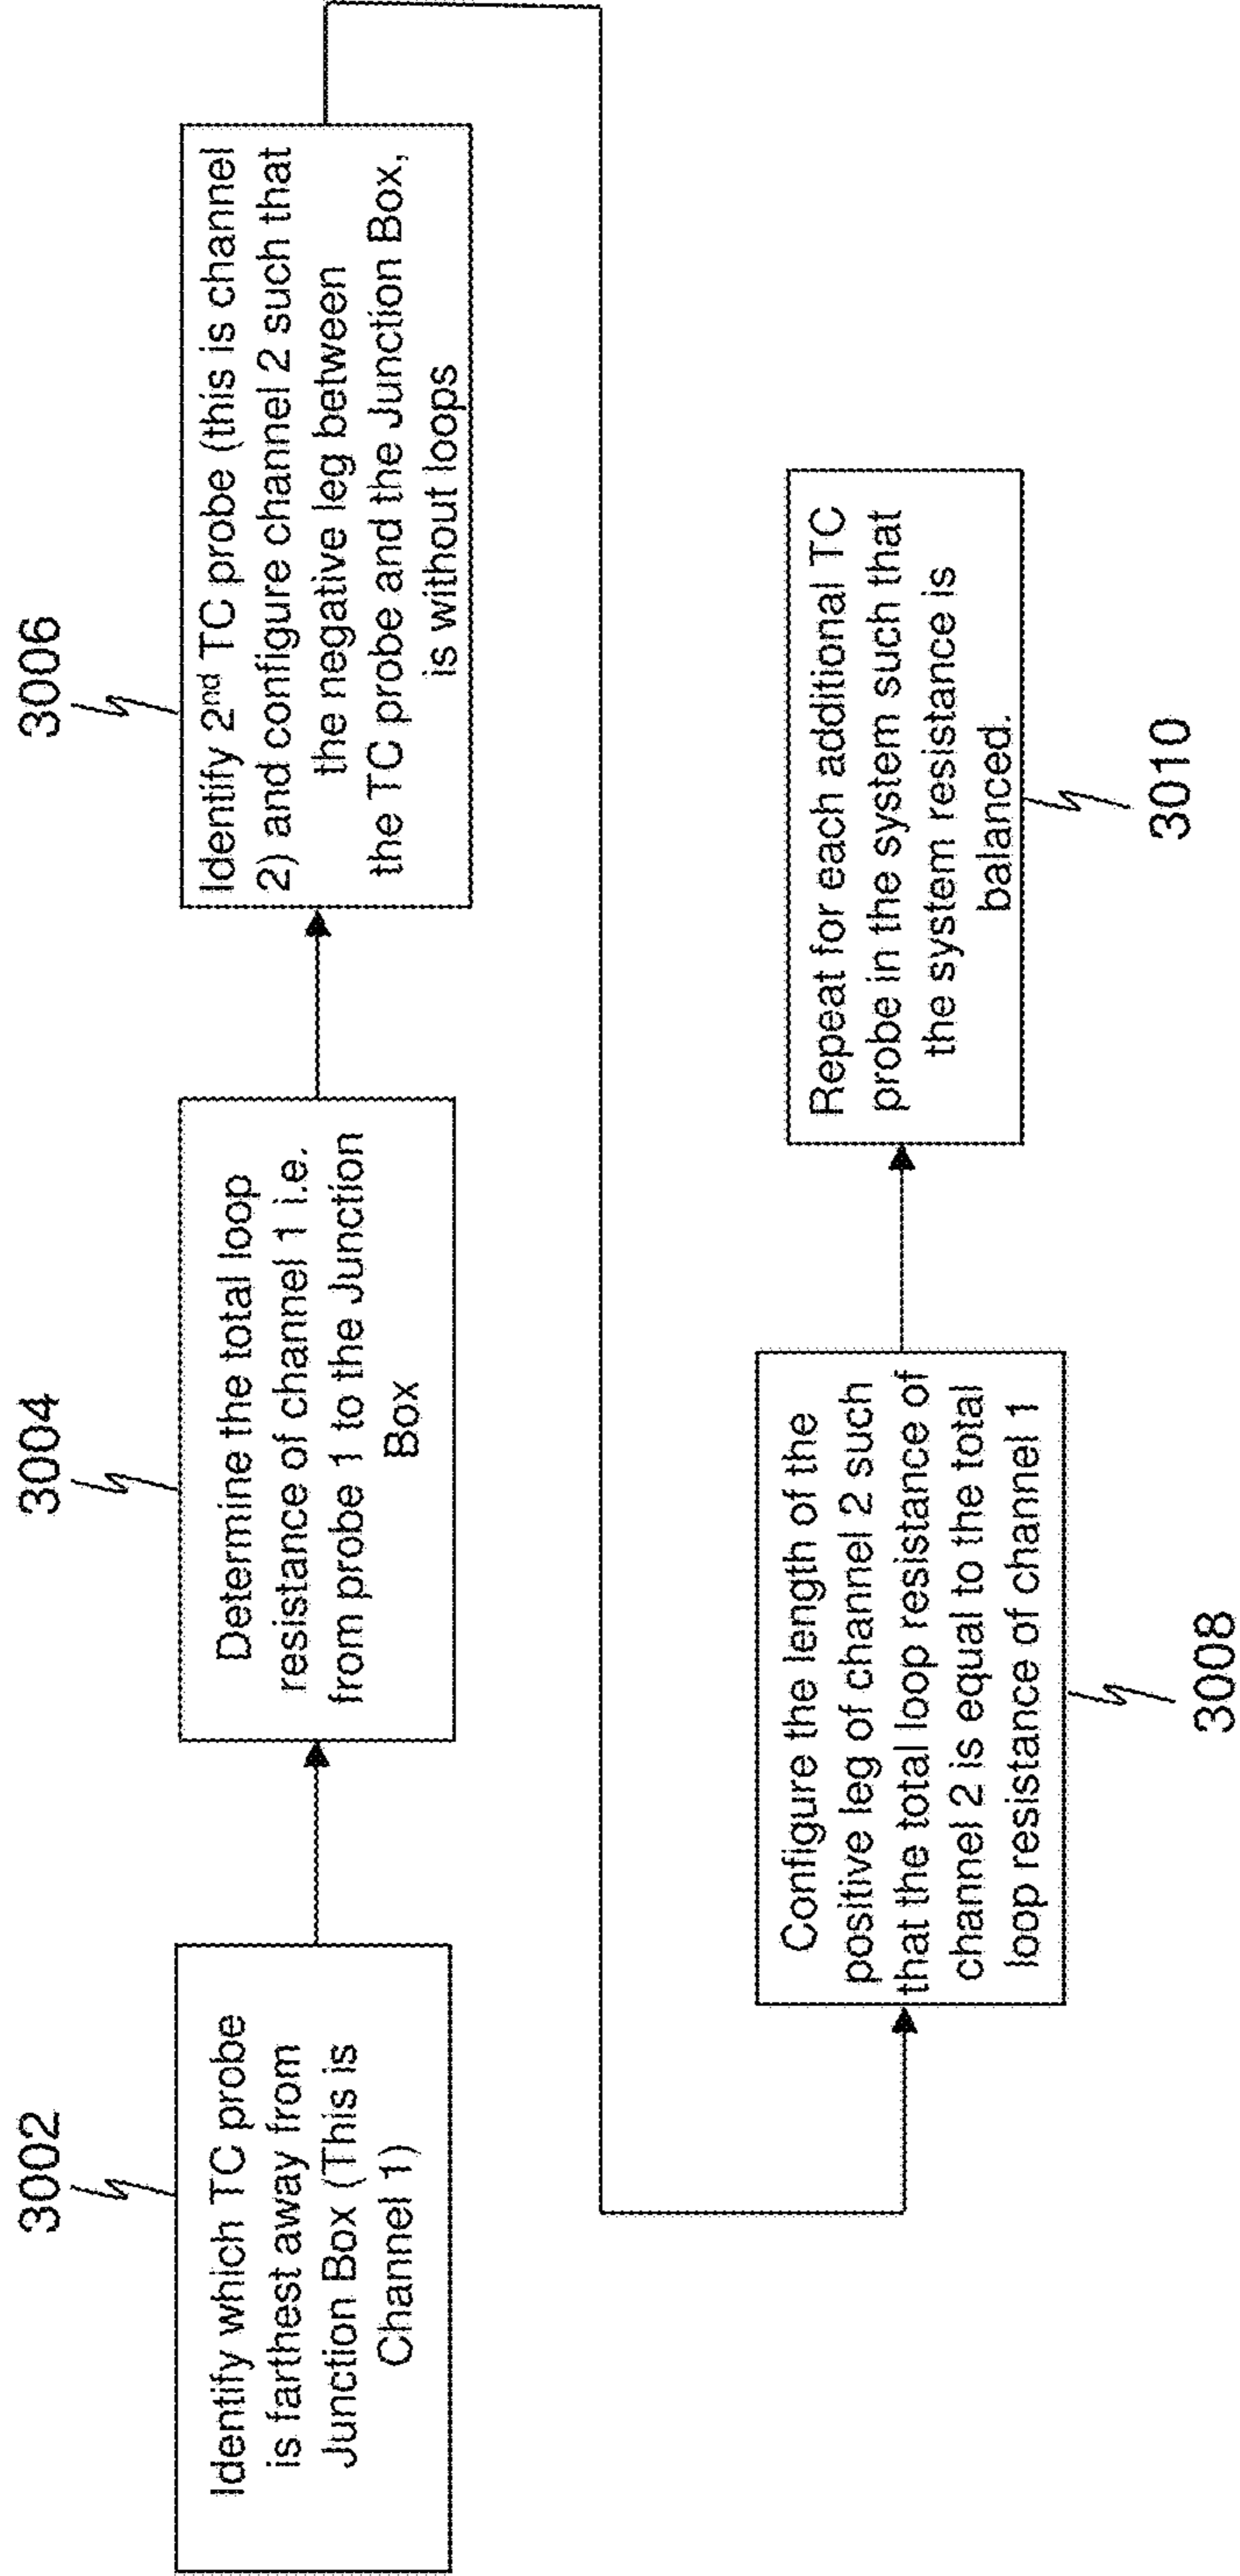 3002
Identify which TC probe
is farthest away from
Junction Box (This is
Channel 1)
3004
Determine the total loop
resistance of channel 1 i.e.
from probe 1 to the Junction
Box
3006
Identify 2nd TC probe (this is channel
2) and configure channel 2 such that
the negative leg between
the TC probe and the Junction Box,
is without loops
Configure the length of the
positive leg of channel 2 such
that the total loop resistance of
channel 2 is equal to the total
loop resistance of channel 1
3008
Repeat for each additional TC
probe in the system such that
the system resistance is
balanced.
3010